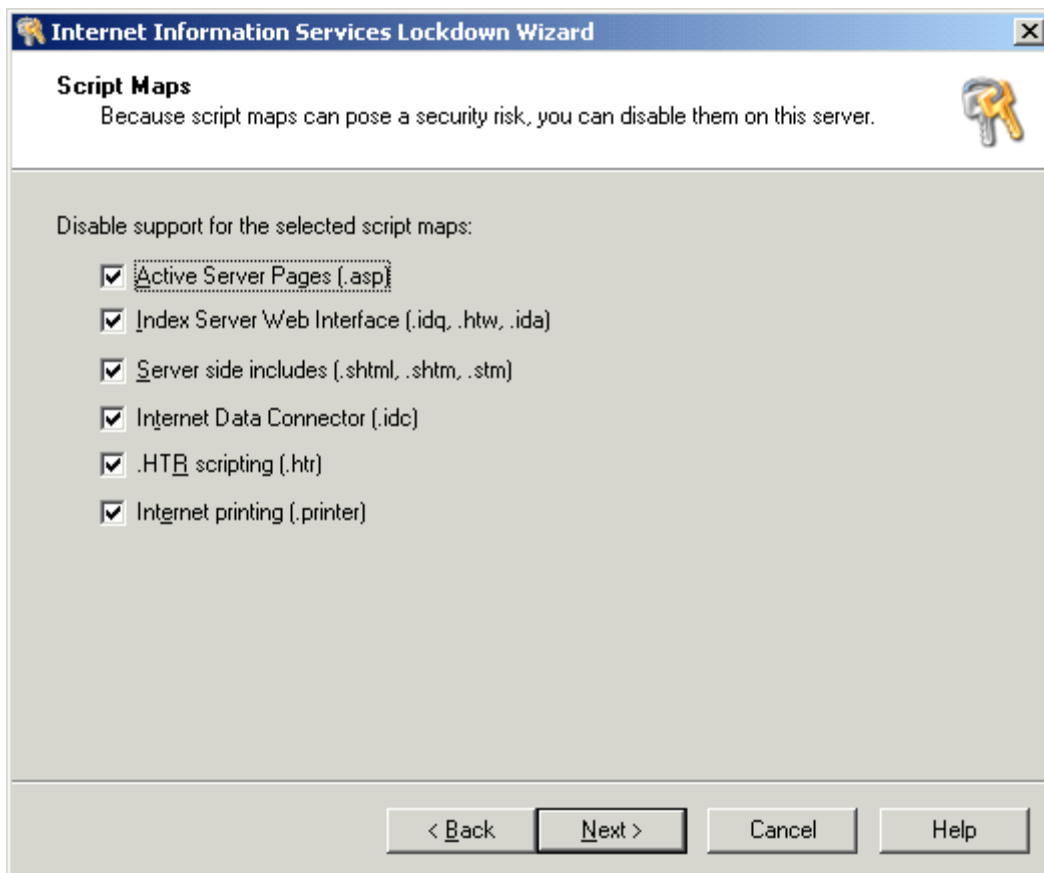 Internet Information Services Lockdown Wizard
Script Maps
Because script maps can pose a security risk, you can disable them on this server.
Disable support for the selected script maps:
Active Server Pages (.asp)
Index Server Web Interface (.idq, .htw, .ida)
Server side includes (.shtml, .shtm, .stm)
Internet Data Connector (.idc)
.HTR scripting (.htr)
Internet printing (.printer)
< Back Next > Cancel Help